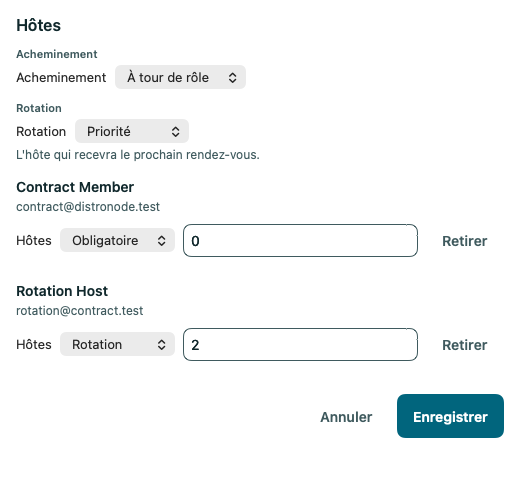 Hôtes
Acheminement
Acheminement À tour de rôle
Rotation
Rotation Priorité
L'hôte qui recevra le prochain rendez-vous.
Contract Member
contract@distronode.test
Hôtes Obligatoire 0 Retirer
Rotation Host
rotation@contract.test
Hôtes Rotation 2 Retirer
Annuler Enregistrer